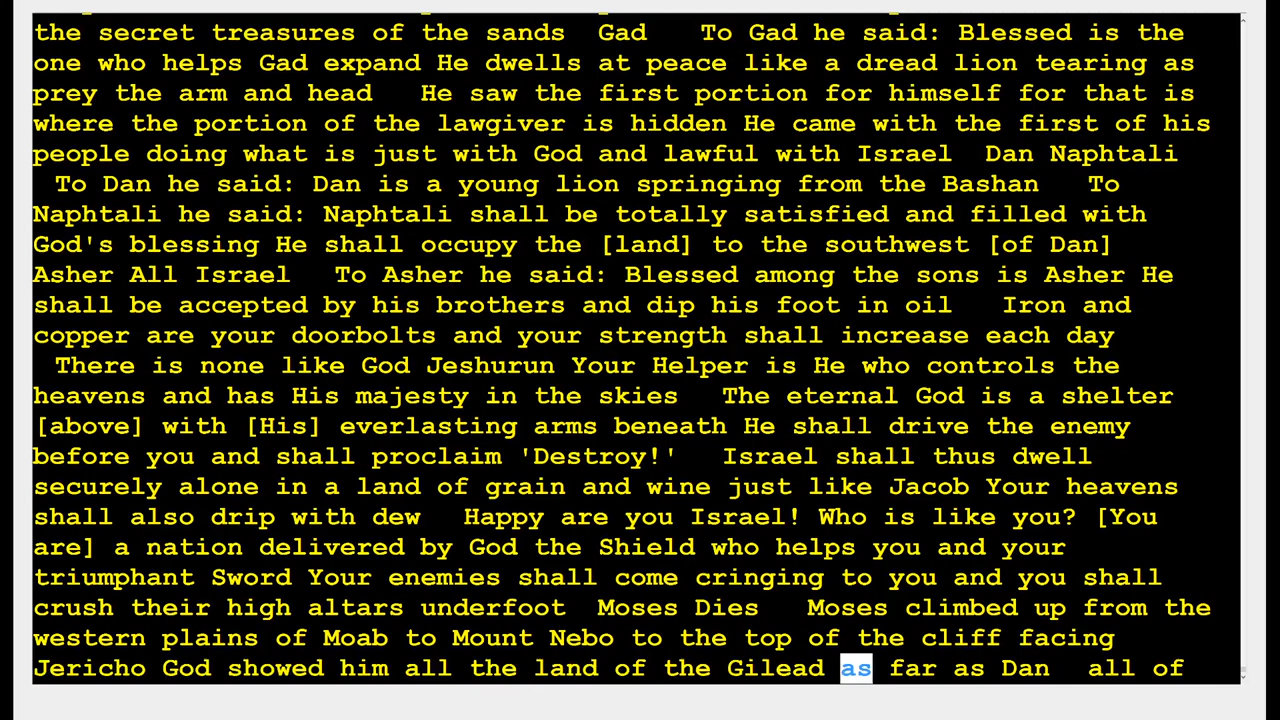 the secret treasures of the sands  Gad   To Gad he said: Blessed is the
one who helps Gad expand He dwells at peace like a dread lion tearing as
prey the arm and head   He saw the first portion for himself for that is
where the portion of the lawgiver is hidden He came with the first of his
people doing what is just with God and lawful with Israel  Dan Naphtali
To Dan he said: Dan is a young lion springing from the Bashan   To
Naphtali he said: Naphtali shall be totally satisfied and filled with
God's blessing He shall occupy the [land] to the southwest [of Dan]
Asher All Israel   To Asher he said: Blessed among the sons is Asher He
shall be accepted by his brothers and dip his foot in oil   Iron and
copper are your doorbolts and your strength shall increase each day
There is none like God Jeshurun Your Helper is He who controls the
heavens and has His majesty in the skies   The eternal God is a shelter
[above] with [His] everlasting arms beneath He shall drive the enemy
before you and shall proclaim 'Destroy!'   Israel shall thus dwell
securely alone in a land of grain and wine just like Jacob Your heavens
shall also drip with dew   Happy are you Israel! Who is like you? [You
are] a nation delivered by God the Shield who helps you and your
triumphant Sword Your enemies shall come cringing to you and you shall
crush their high altars underfoot  Moses Dies   Moses climbed up from the
western plains of Moab to Mount Nebo to the top of the cliff facing
Jericho God showed him all the land of the Gilead as far as Dan   all of